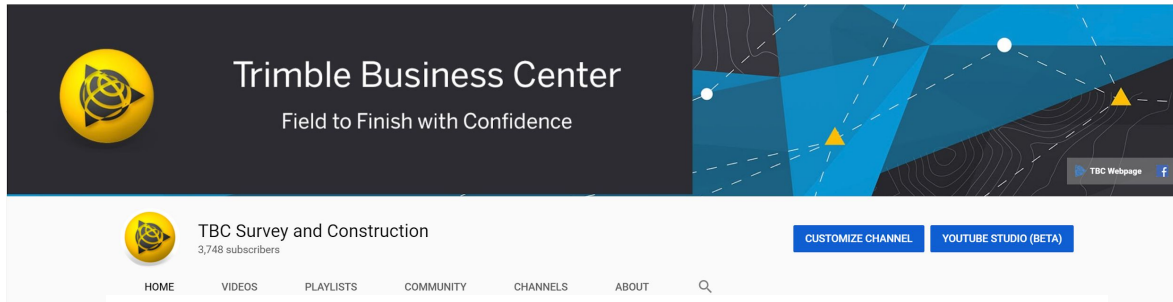 Trimble Business Center
Field to Finish with Confidence
TBC Webpage
TBC Survey and Construction
3,748 subscribers
CUSTOMIZE CHANNEL
YOUTUBE STUDIO (BETA)
HOME
VIDEOS
PLAYLISTS
COMMUNITY
CHANNELS
ABOUT